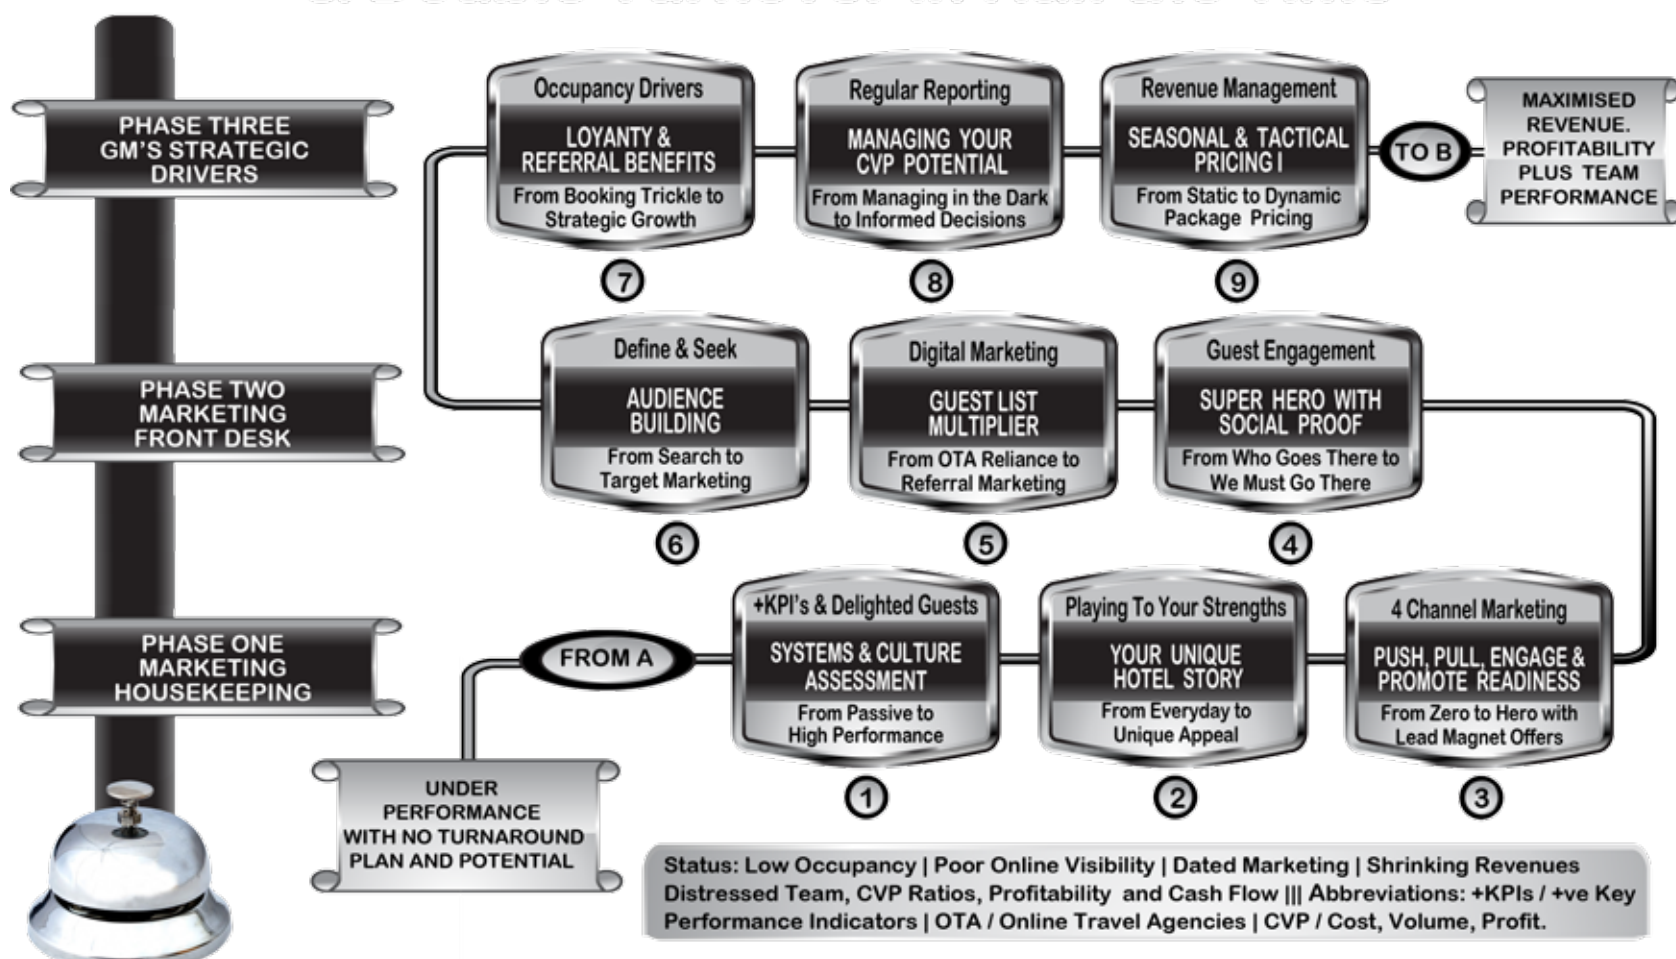 PHASE THREE
GM'S STRATEGIC
DRIVERS
Occupancy Drivers
LOYANTY &
REFERRAL BENEFITS
From Booking Trickle to
Strategic Growth
7
Regular Reporting
MANAGING YOUR
CVP POTENTIAL
From Managing in the Dark
to Informed Decisions
8
Revenue Management
SEASONAL & TACTICAL
PRICING I
From Static to Dynamic
Package Pricing
9
TO B
MAXIMISED
REVENUE.
PROFITABILITY
PLUS TEAM
PERFORMANCE
PHASE TWO
MARKETING
FRONT DESK
Define & Seek
AUDIENCE
BUILDING
From Search to
Target Marketing
6
Digital Marketing
GUEST LIST
MULTIPLIER
From OTA Reliance to
Referral Marketing
5
Guest Engagement
SUPER HERO WITH
SOCIAL PROOF
From Who Goes There to
We Must Go There
4
PHASE ONE
MARKETING
HOUSEKEEPING
FROM A
+KPI's & Delighted Guests
SYSTEMS & CULTURE
ASSESSMENT
From Passive to
High Performance
1
Playing To Your Strengths
YOUR UNIQUE
HOTEL STORY
From Everyday to
Unique Appeal
2
4 Channel Marketing
PUSH, PULL, ENGAGE &
PROMOTE READINESS
From Zero to Hero with
Lead Magnet Offers
3
UNDER
PERFORMANCE
WITH NO TURNAROUND
PLAN AND POTENTIAL
Status: Low Occupancy | Poor Online Visibility | Dated Marketing | Shrinking Revenues
Distressed Team, CVP Ratios, Profitability and Cash Flow ||| Abbreviations: +KPIs / +ve Key
Performance Indicators | OTA / Online Travel Agencies | CVP / Cost, Volume, Profit.